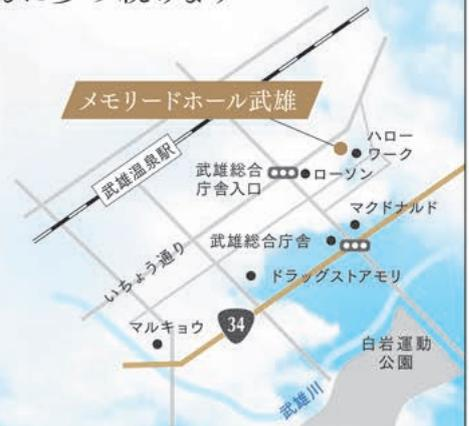 メモリードホール武雄
ハロー
ワーク
武雄温泉駅
武雄総合
庁舎入口
ローソン
マクドナルド
武雄総合庁舎
いちょう通り
ドラッグストアモリ
マルキョウ
34
白岩運動
公園
武雄川